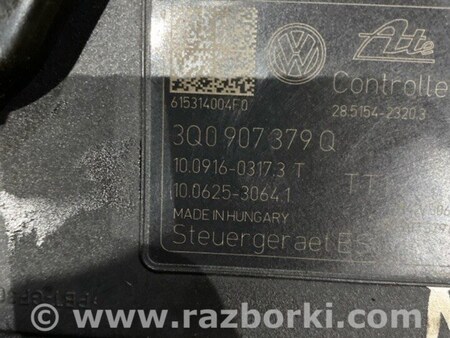 Ate
Controlle
615314004F0
28.5154-2320.3
3Q0 907 379 Q
10.0916-0317.3 T
10.0625-3064.1
MADE IN HUNGARY
Steuergeraet ES
www.razborki.com